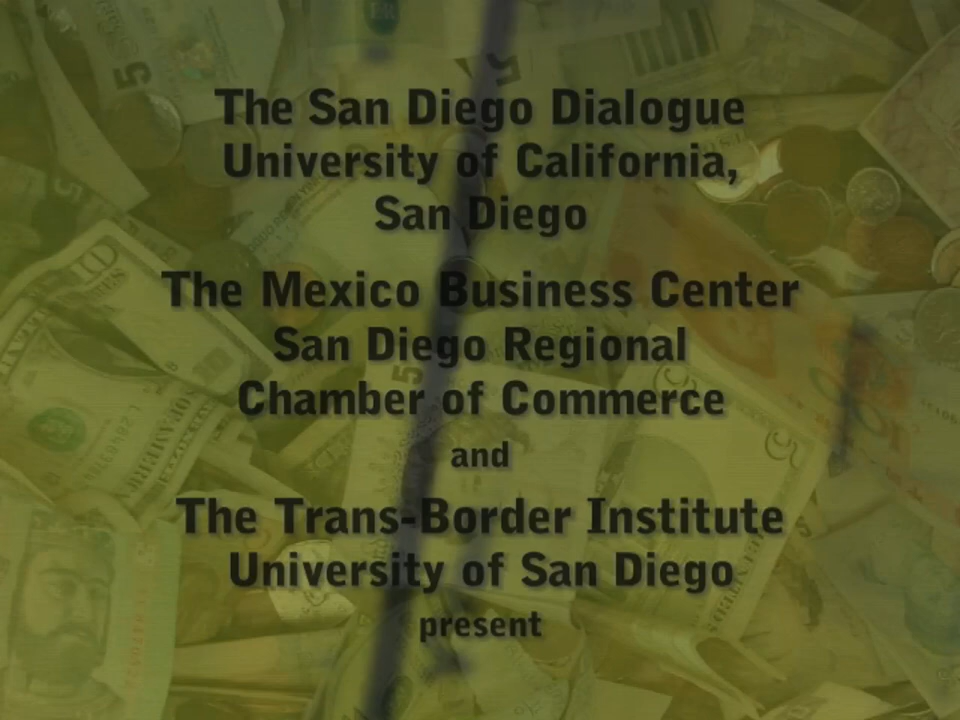 The San Diego Dialogue
University of California,
San Diego
The Mexico Business Center
San Diego Regional
Chamber of Commerce
and
The Trans-Border Institute
University of San Diego
present